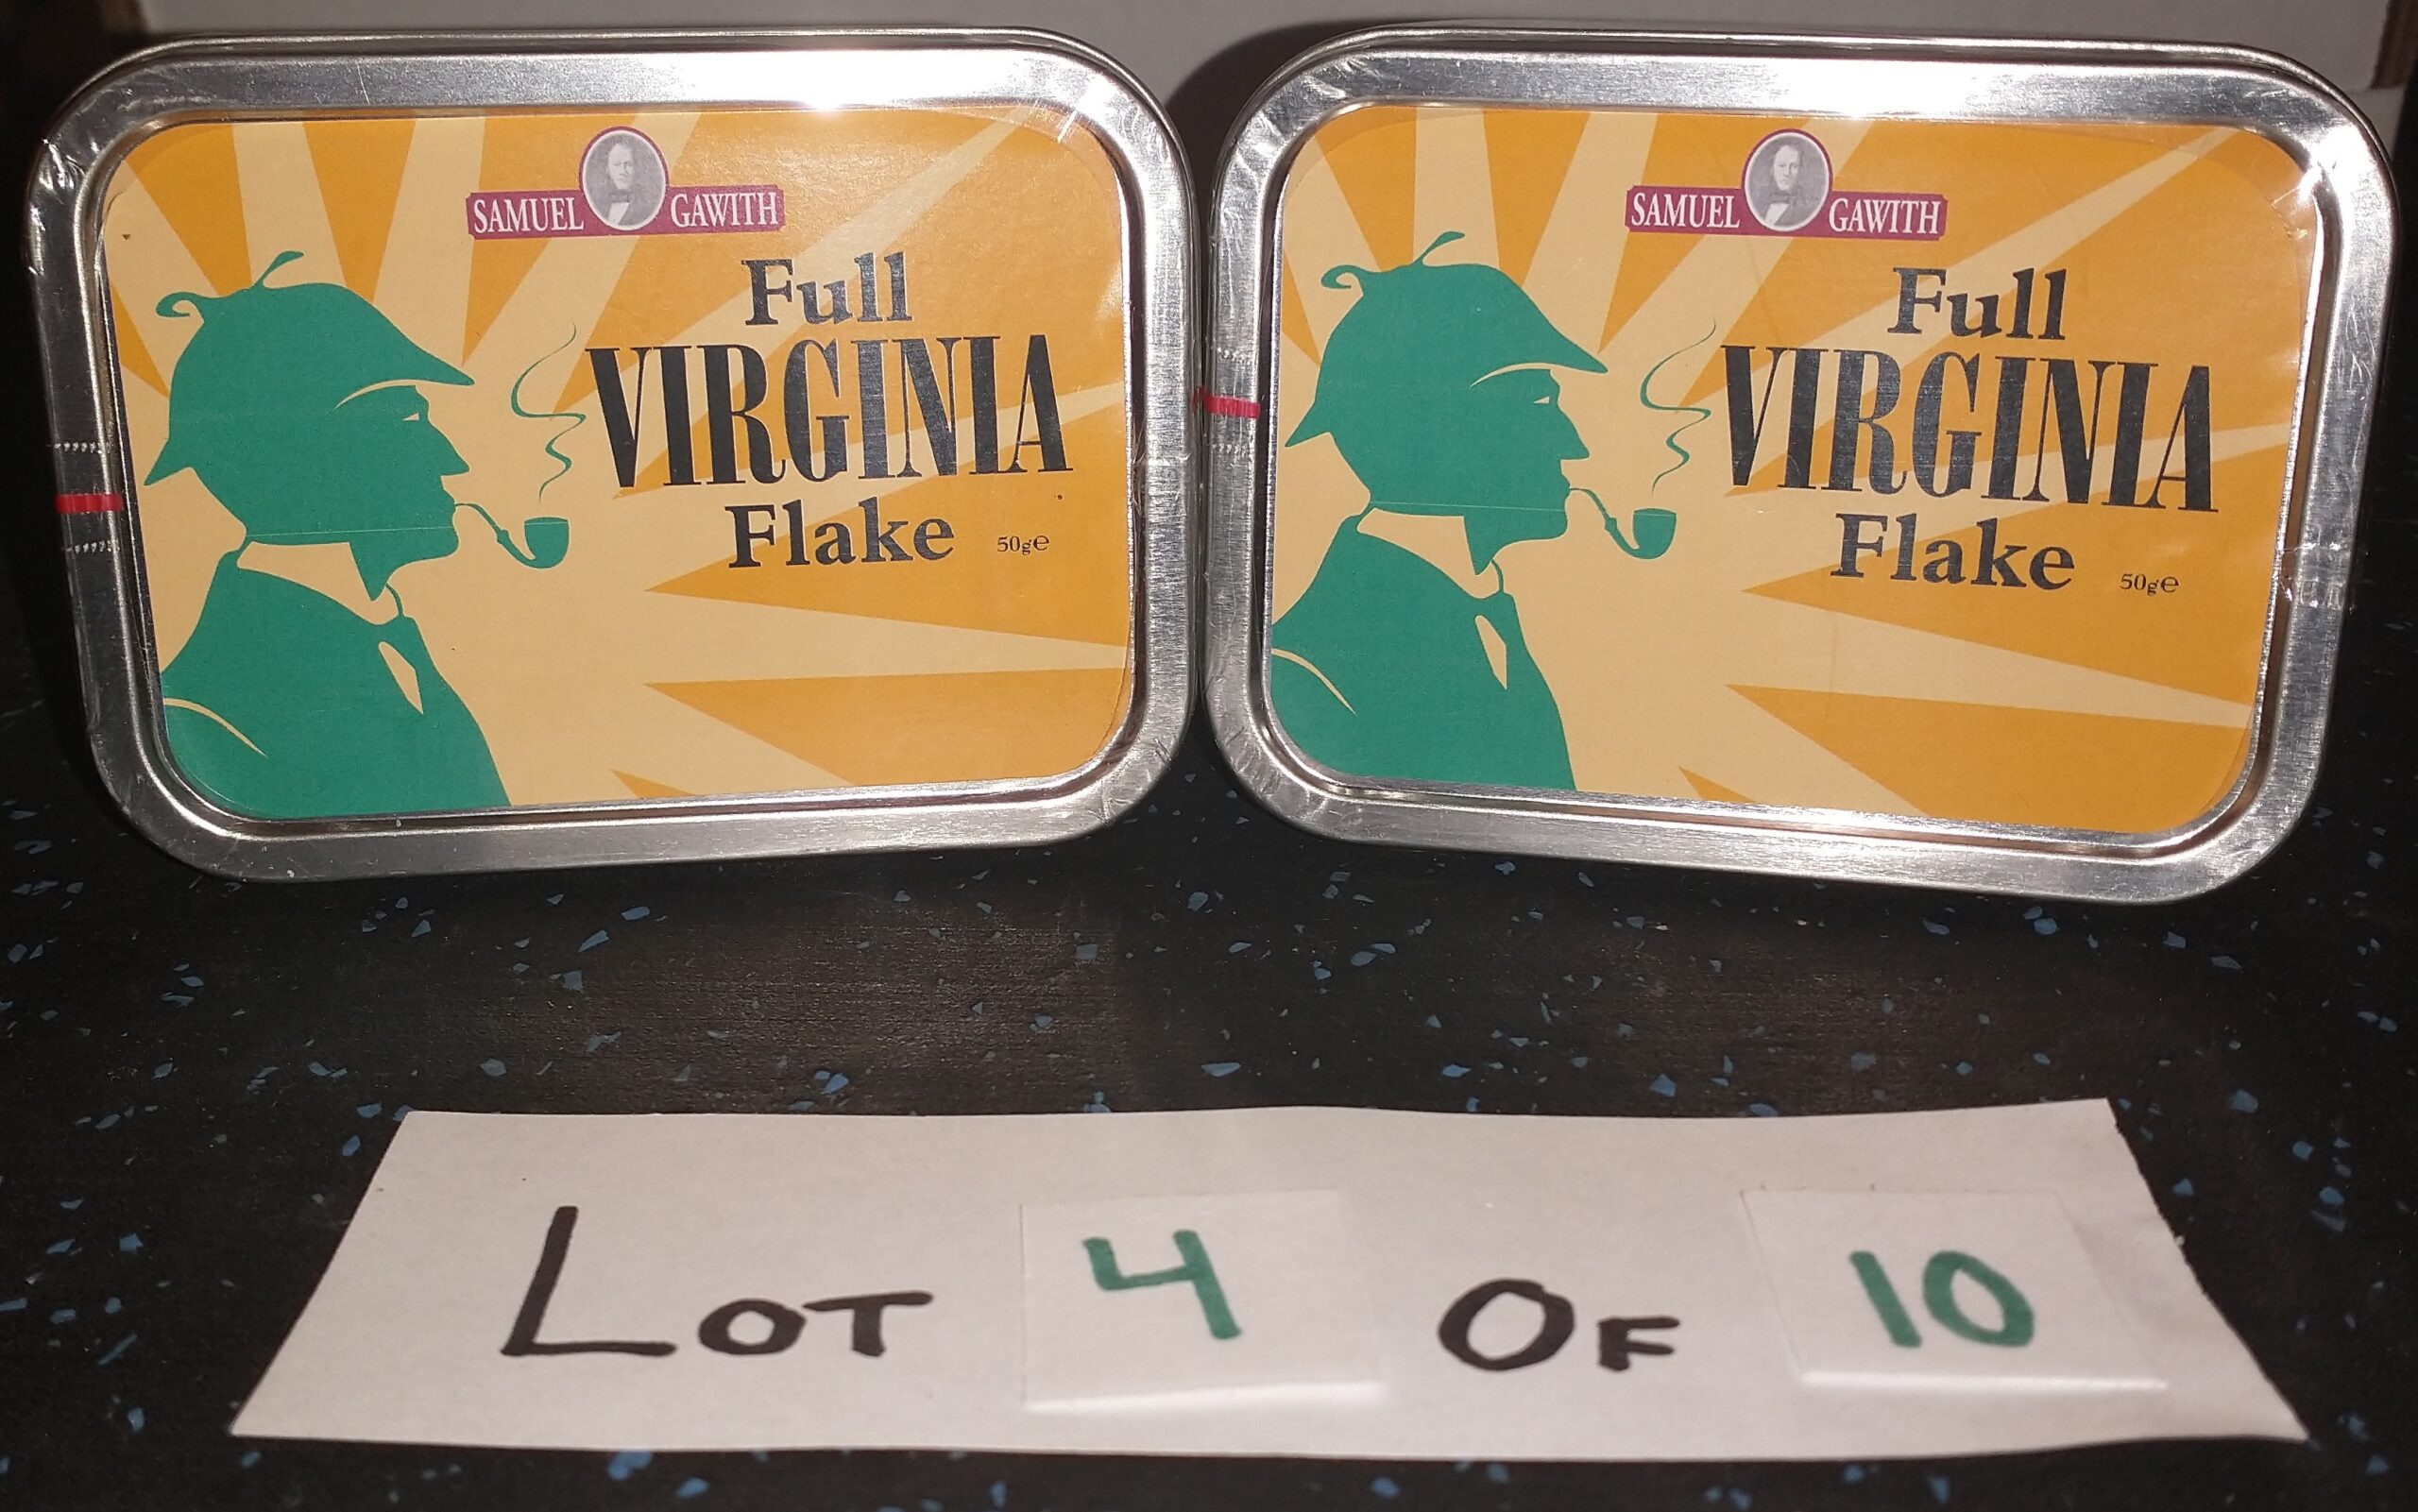 SAMUEL GAWITH
Full
VIRGINIA
Flake
50g℮
SAMUEL GAWITH
Full
VIRGINIA
Flake
50g℮
LOT 4 OF 10